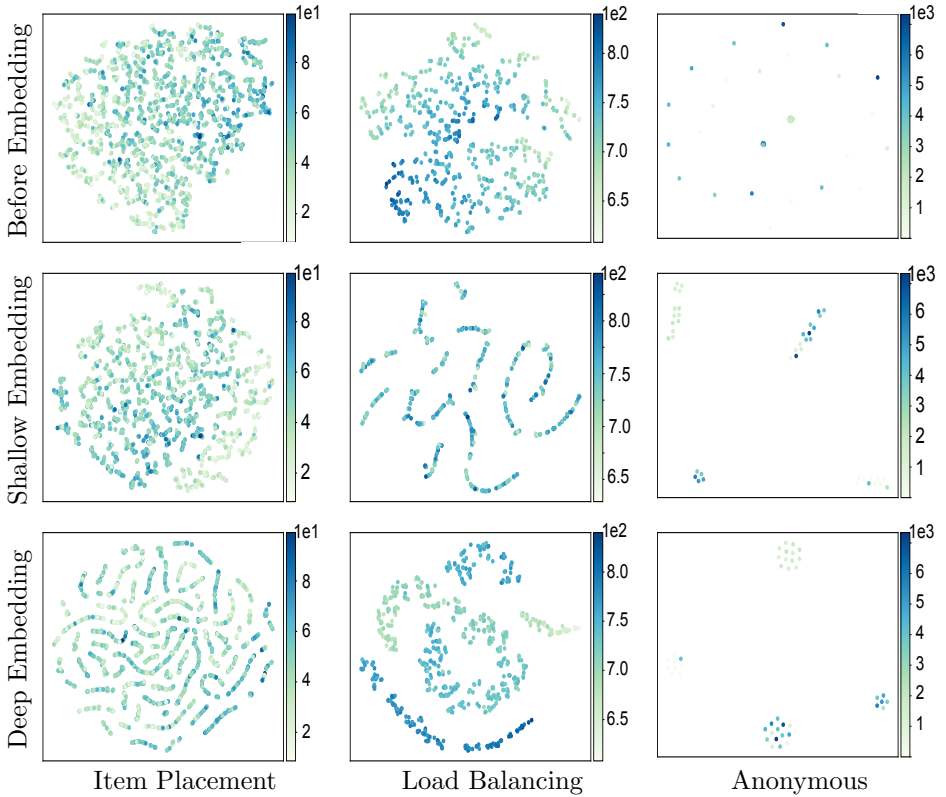 1e1
8
6
4
2
1e2
8.0
7.5
7.0
6.5
1e3
6
5
4
3
2
1
Before Embedding
1e1
8
6
4
2
1e2
8.0
7.5
7.0
6.5
1e3
6
5
4
3
2
1
Shallow Embedding
1e1
8
6
4
2
1e2
8.0
7.5
7.0
6.5
1e3
6
5
4
3
2
1
Deep Embedding
Item Placement
Load Balancing
Anonymous